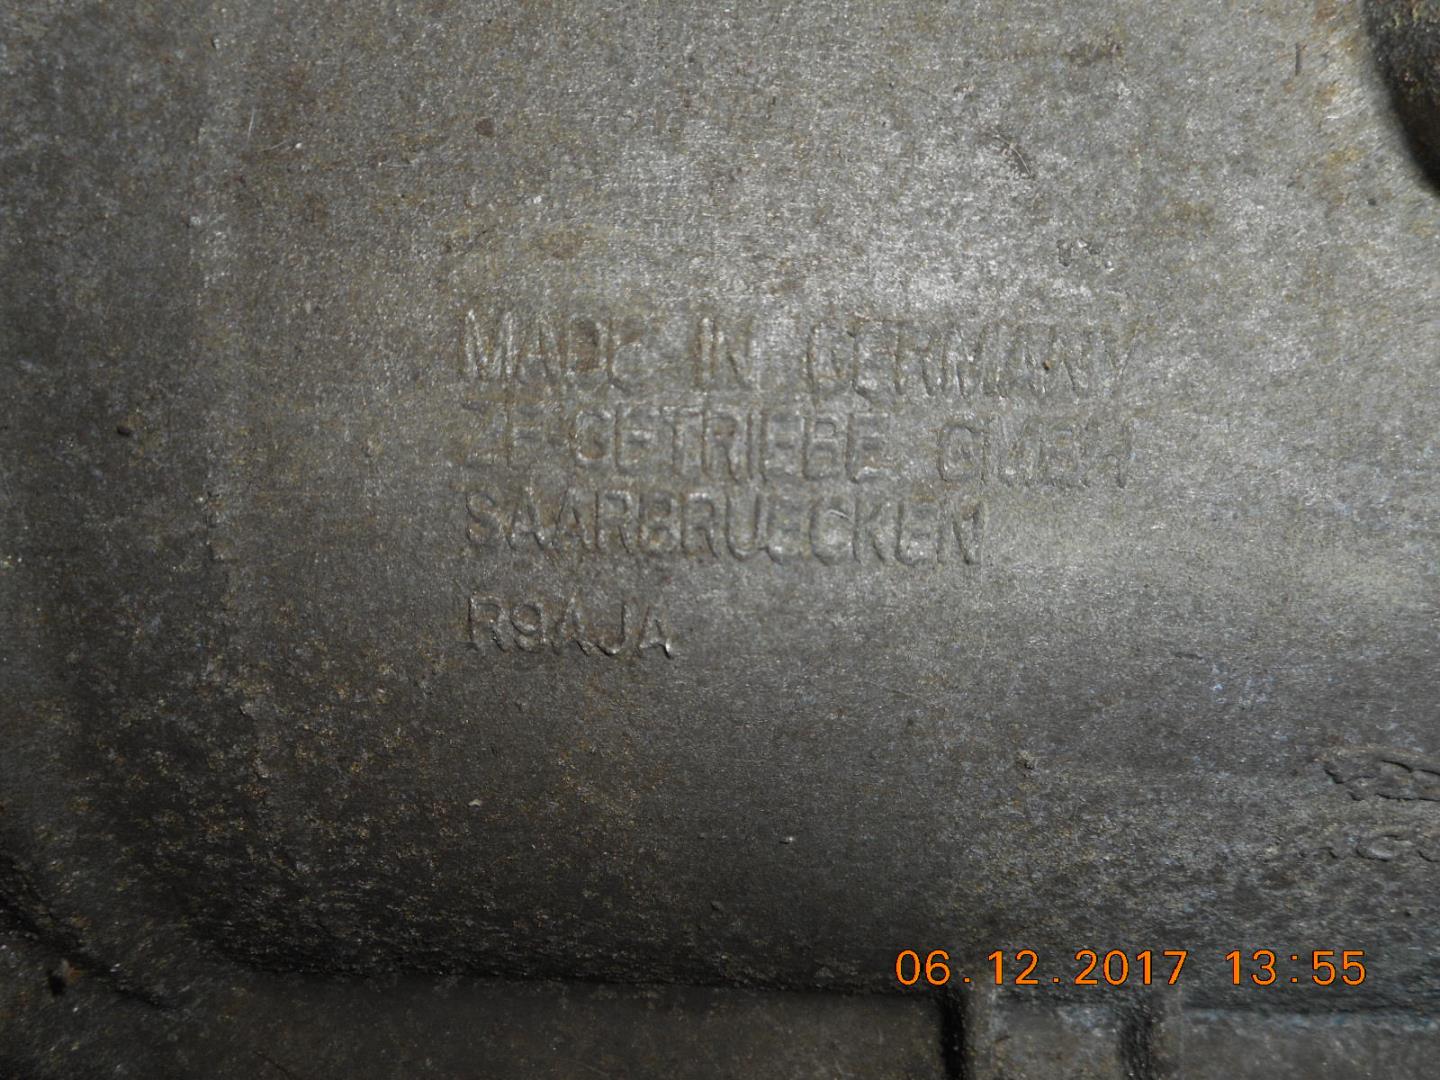 MADE IN GERMANY
ZF-GETRIEBE GMBH
SAARBRUECKEN
R9AJA
06.12.2017 13:55